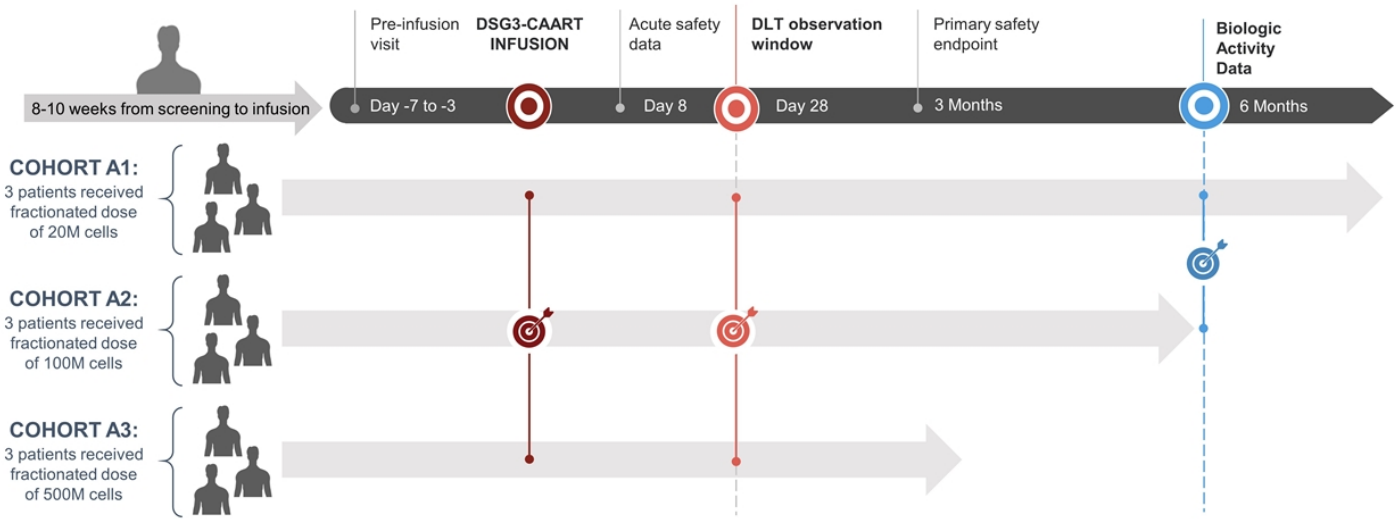 Pre-infusion
visit
DSG3-CAART
INFUSION
Acute safety
data
DLT observation
window
Primary safety
endpoint
Biologic
Activity
Data
8-10 weeks from screening to infusion
Day -7 to -3
Day 8
Day 28
3 Months
6 Months
COHORT A1:
3 patients received
fractionated dose
of 20M cells
COHORT A2:
3 patients received
fractionated dose
of 100M cells
COHORT A3:
3 patients received
fractionated dose
of 500M cells